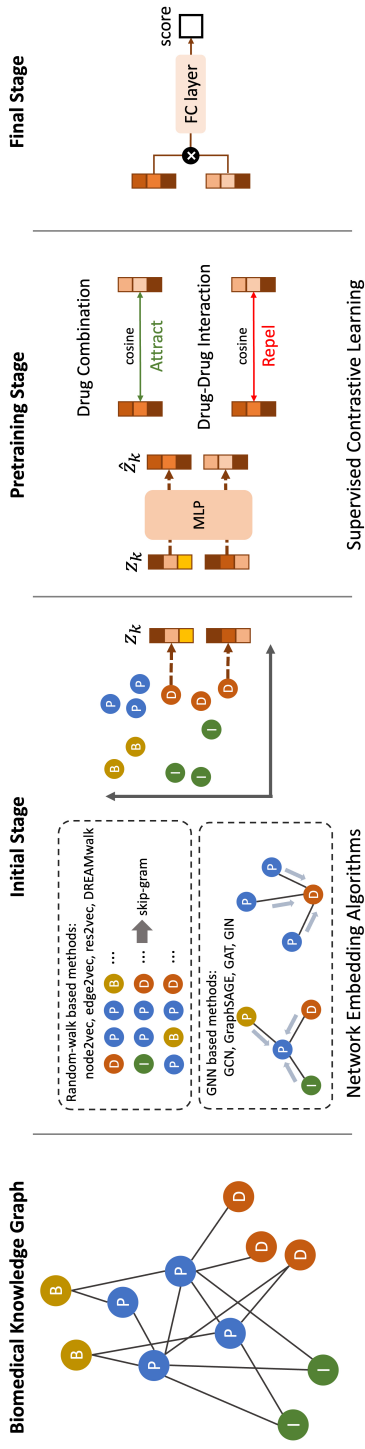 Biomedical Knowledge Graph
B
B
P
P
P
P
D
D
D
I
I
Initial Stage
Random-walk based methods:
node2vec, edge2vec, res2vec, DREAMwalk
D P P B ...
I P P D ... skip-gram
P B P D ...
GNN based methods:
GCN, GraphSAGE, GAT, GIN
P
P
I
D
P
P
P
D
B
B
P
P
P
D
D
D
I
I
I
z_k
Network Embedding Algorithms
Pretraining Stage
z_k
MLP
ẑ_k
Drug Combination
cosine
Attract
Drug-Drug Interaction
cosine
Repel
Supervised Contrastive Learning
Final Stage
×
FC layer
score